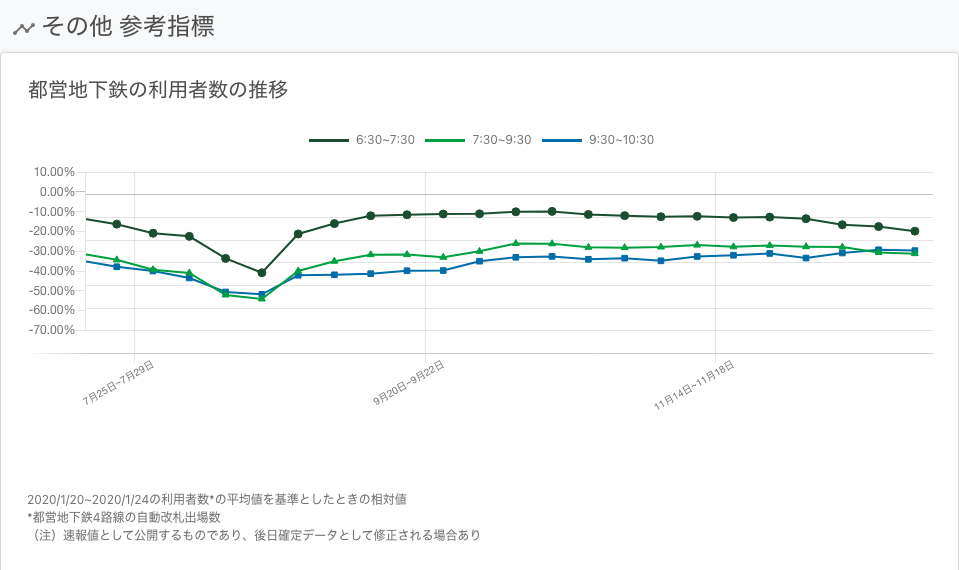 その他 参考指標
都営地下鉄の利用者数の推移
6:30~7:30 7:30~9:30 9:30~10:30
10.00%
0.00%
-10.00%
-20.00%
-30.00%
-40.00%
-50.00%
-60.00%
-70.00%
7月25日~7月29日
9月20日~9月22日
11月14日~11月18日
2020/1/20~2020/1/24の利用者数*の平均値を基準としたときの相対値
*都営地下鉄4路線の自動改札出場数
（注）速報値として公開するものであり、後日確定データとして修正される場合あり